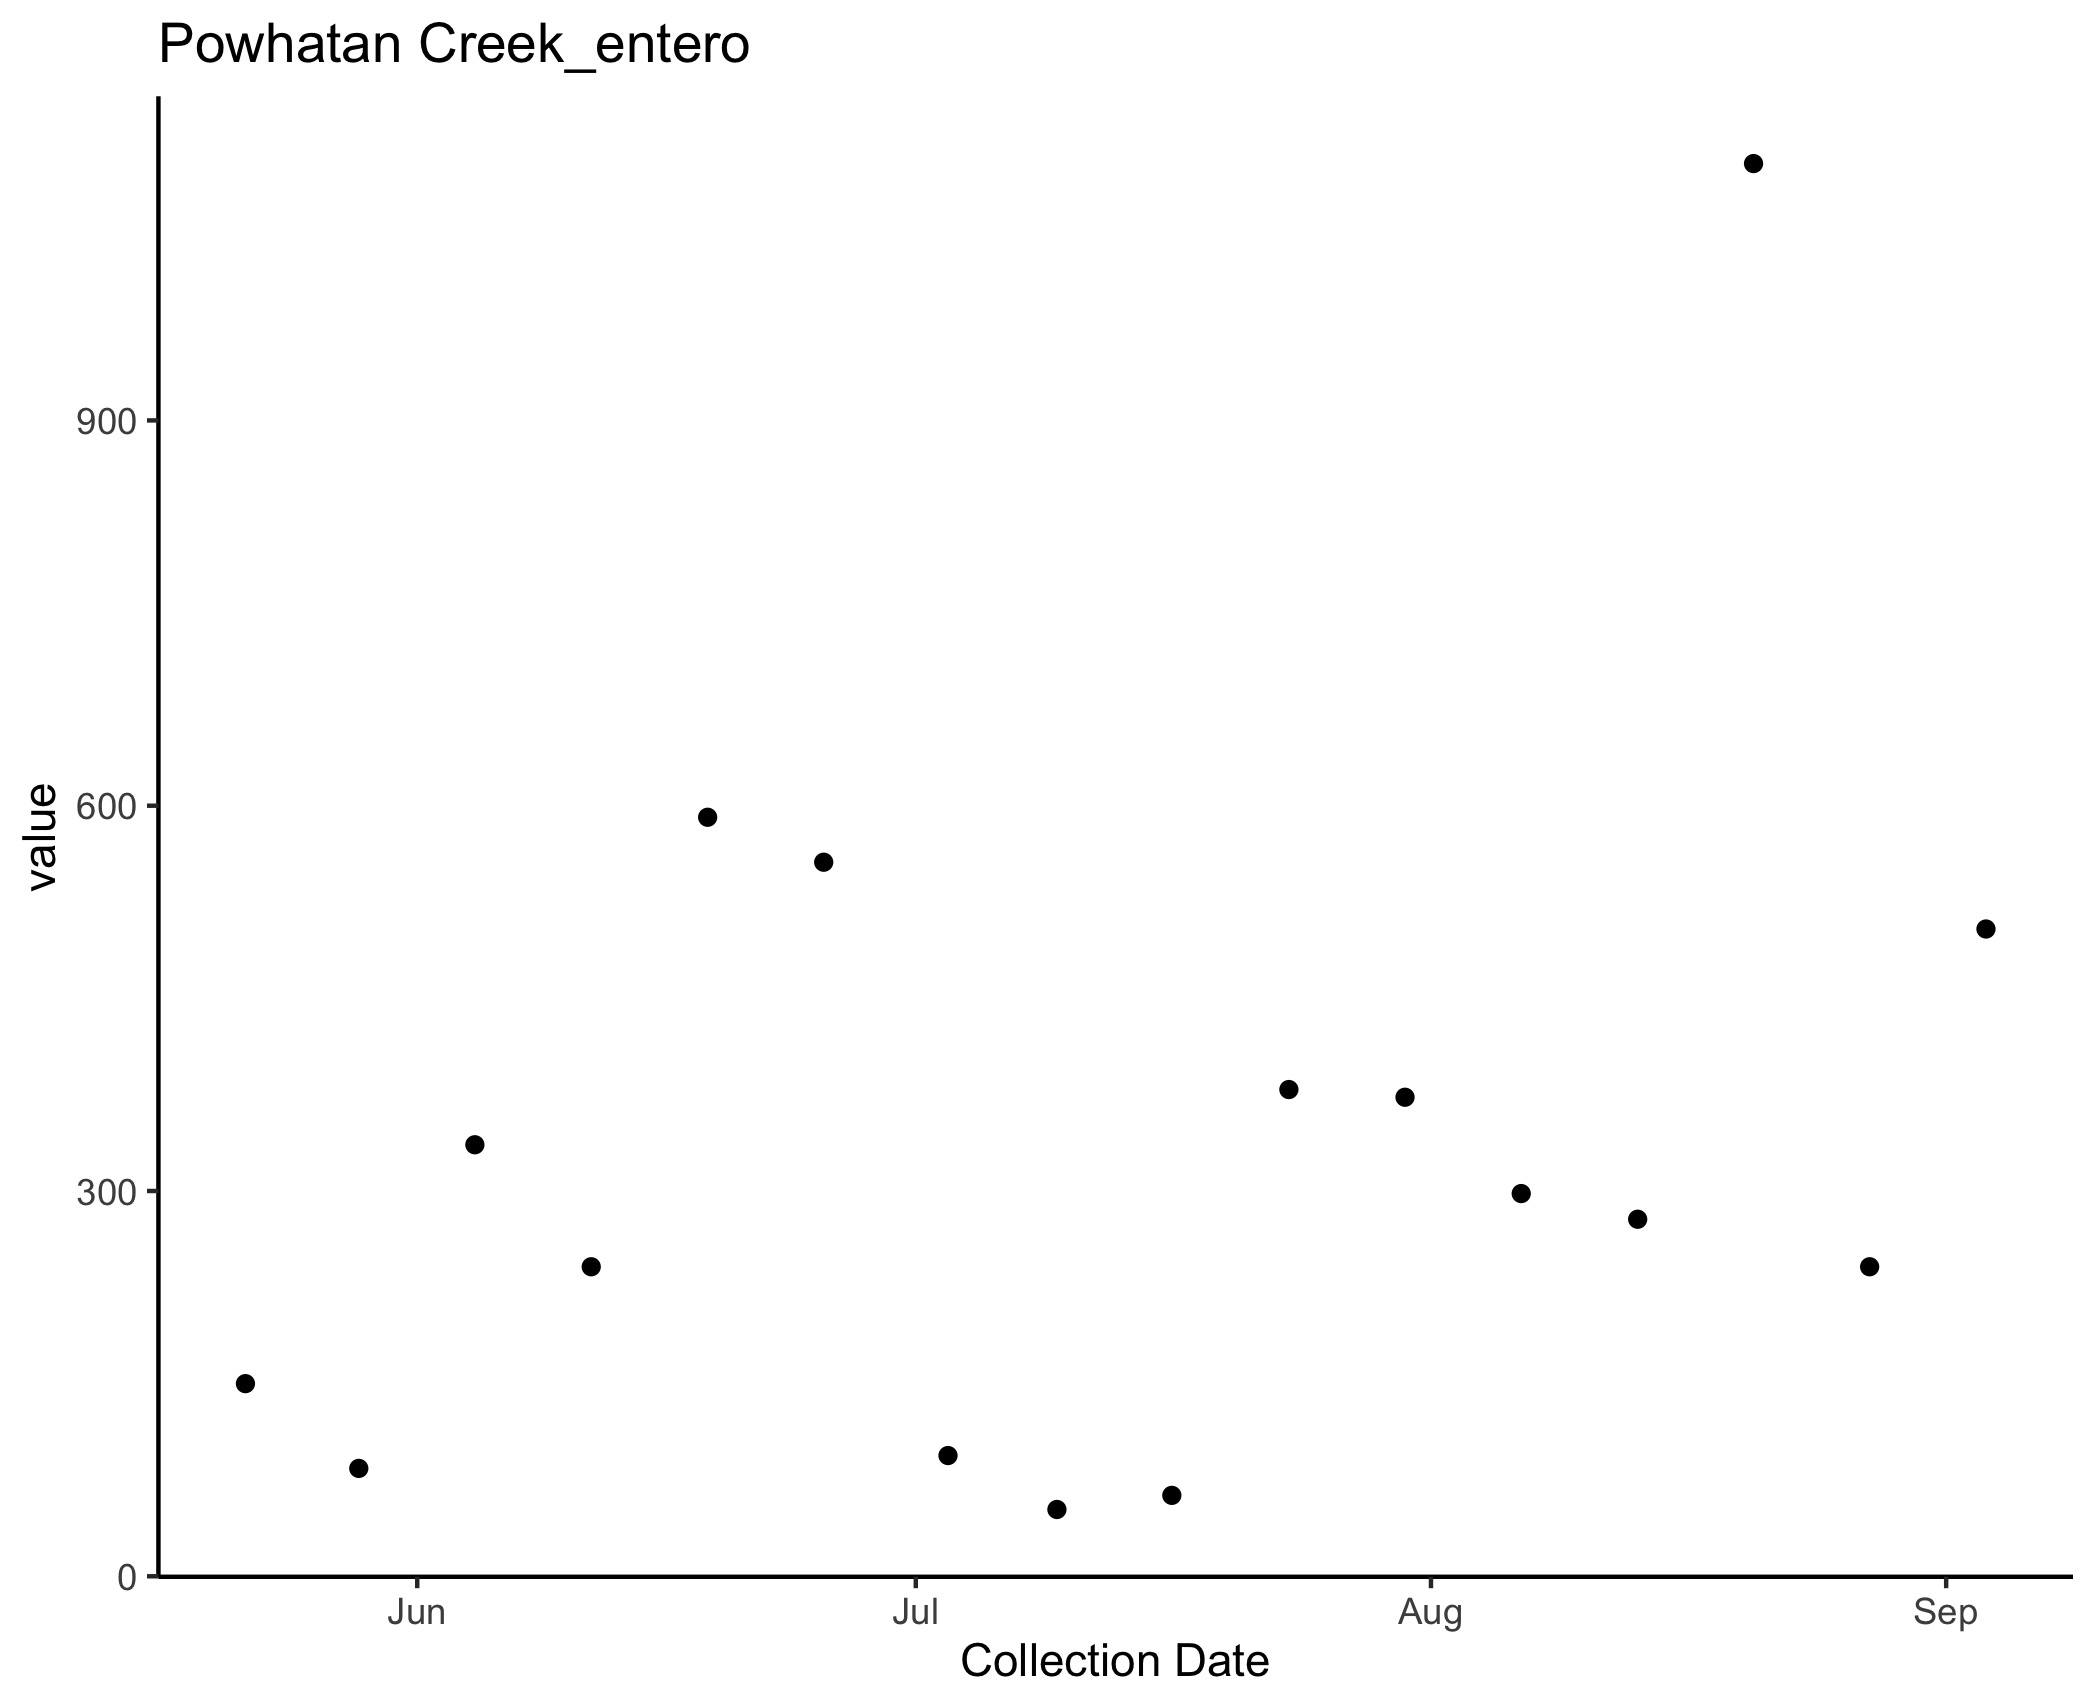 Powhatan Creek_entero
900
600
300
0
value
Jun Jul Aug Sep
Collection Date